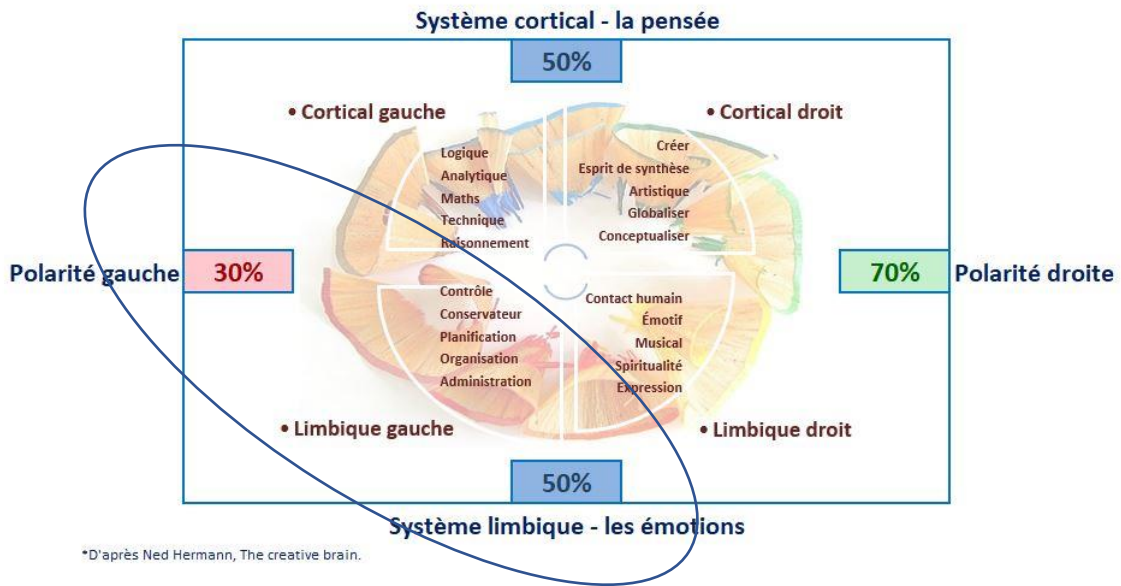 Système cortical - la pensée
50%
• Cortical gauche
• Cortical droit
Logique
Analytique
Maths
Technique
Raisonnement
Créer
Esprit de synthèse
Artistique
Globaliser
Conceptualiser
Polarité gauche
30%
70%
Polarité droite
Contrôle
Conservateur
Planification
Organisation
Administration
Contact humain
Émotif
Musical
Spiritualité
Expression
• Limbique gauche
• Limbique droit
50%
Système limbique - les émotions
*D'après Ned Hermann, The creative brain.